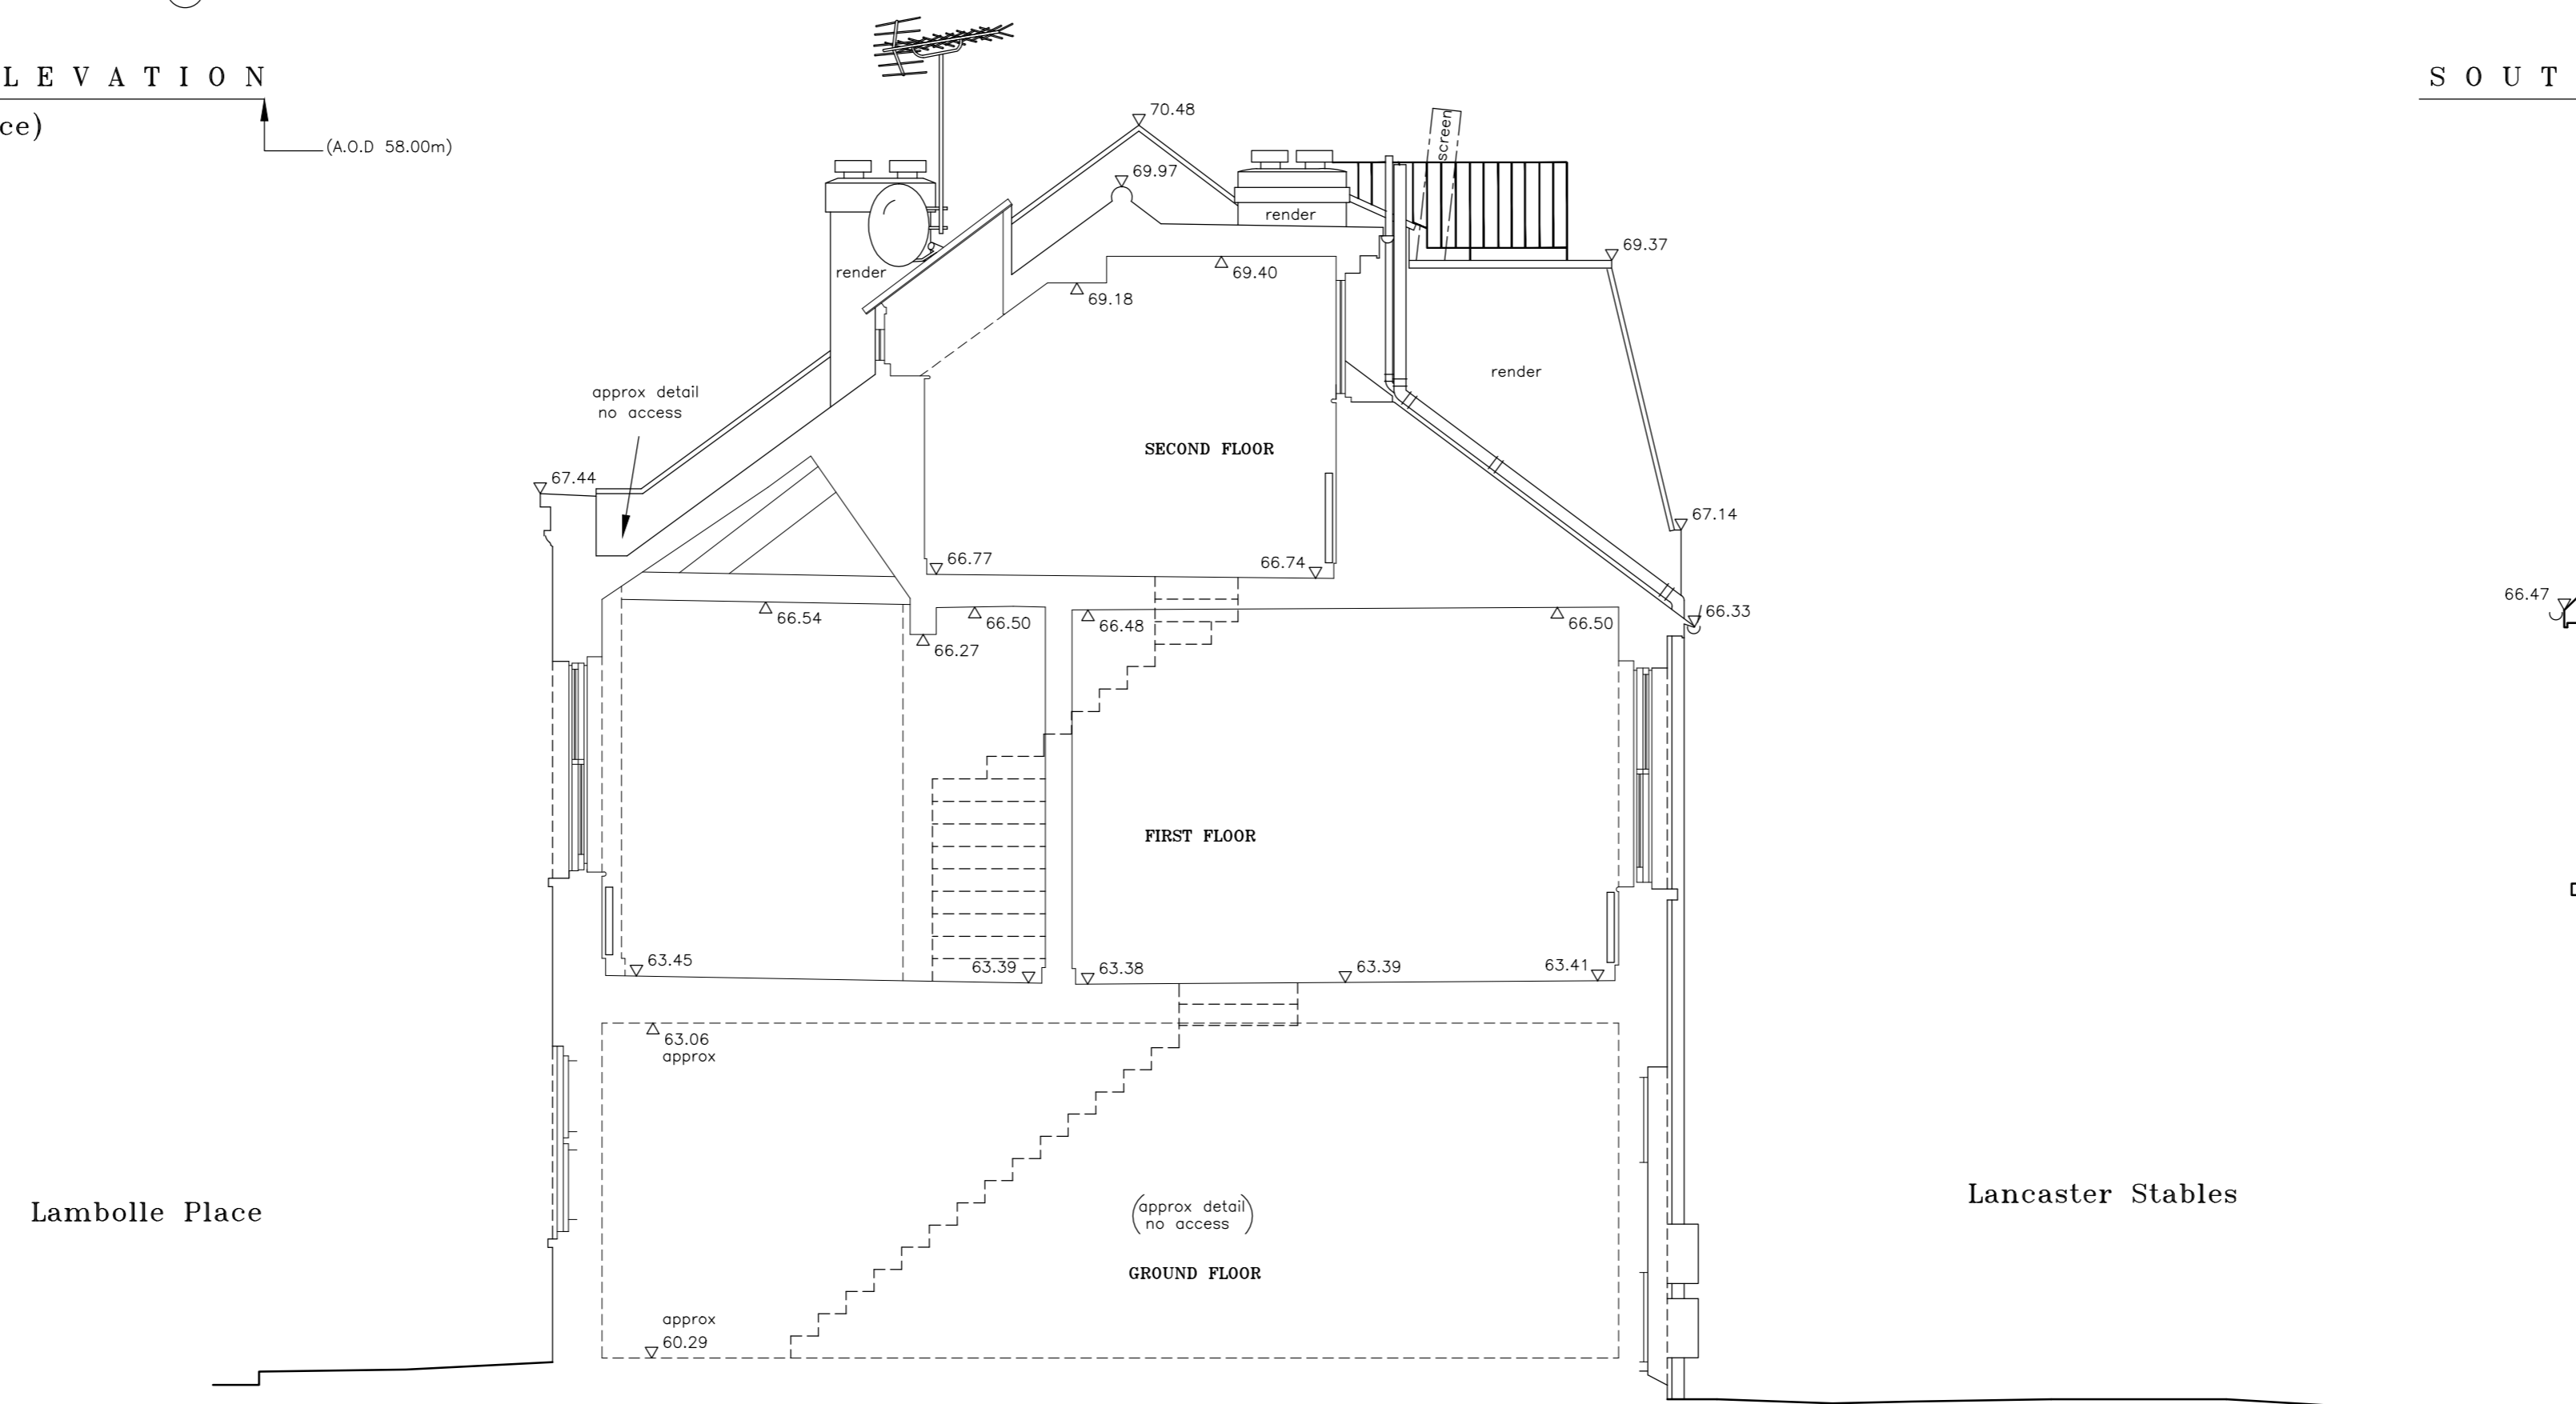 L E V A T I O N
ce)
(A.O.D 58.00m)
S O U T
70.48
69.97
screen
render
render
69.37
69.40
69.18
render
approx detail
no access
SECOND FLOOR
67.44
67.14
66.77
66.74
66.54
66.50
66.48
66.50
66.33
66.47
66.27
FIRST FLOOR
63.45
63.39
63.38
63.39
63.41
63.06
approx
Lambolle Place
Lancaster Stables
(approx detail
no access)
GROUND FLOOR
approx
60.29